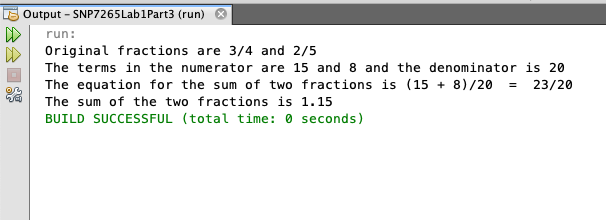 Output – SNP7265Lab1Part3 (run)
run:
Original fractions are 3/4 and 2/5
The terms in the numerator are 15 and 8 and the denominator is 20
The equation for the sum of two fractions is (15 + 8)/20  =  23/20
The sum of the two fractions is 1.15
BUILD SUCCESSFUL (total time: 0 seconds)